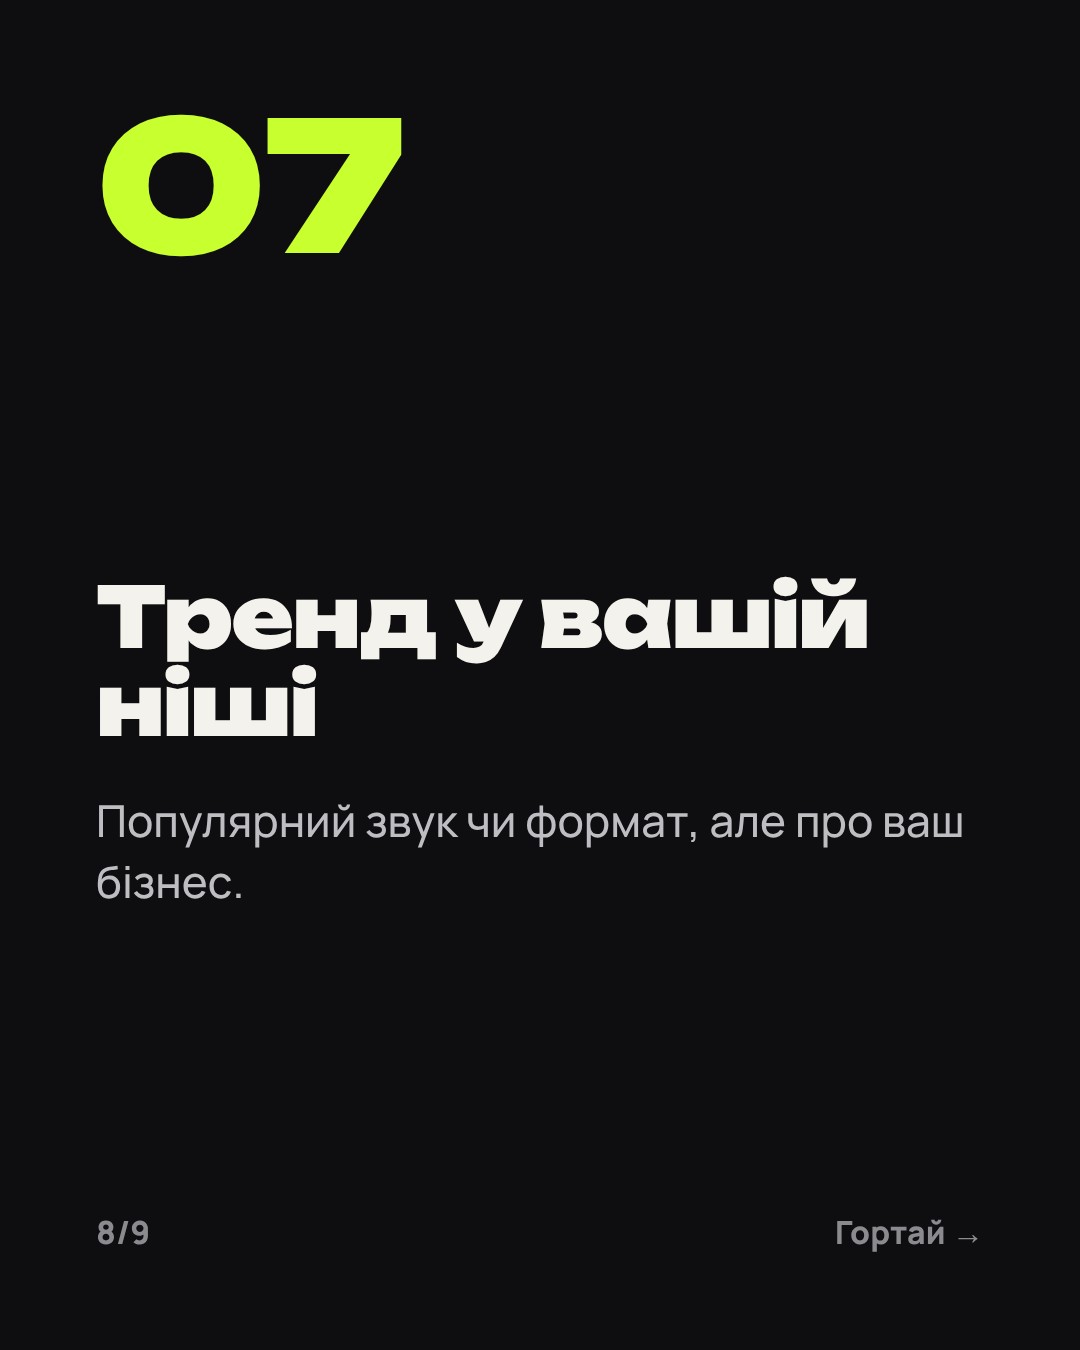 07
Тренд у вашій
ніші
Популярний звук чи формат, але про ваш
бізнес.
8/9
Гортай →